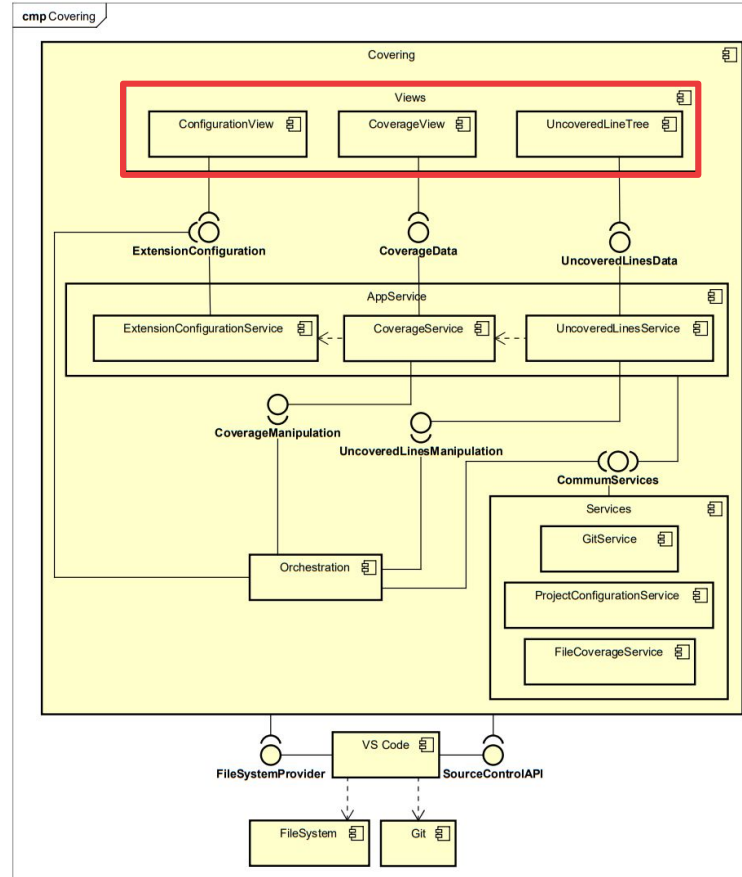 cmp Covering
Covering
Views
ConfigurationView
CoverageView
UncoveredLineTree
ExtensionConfiguration
CoverageData
UncoveredLinesData
AppService
ExtensionConfigurationService
CoverageService
UncoveredLinesService
CoverageManipulation
UncoveredLinesManipulation
CommumServices
Services
GitService
Orchestration
ProjectConfigurationService
FileCoverageService
VS Code
FileSystemProvider
SourceControlAPI
FileSystem
Git